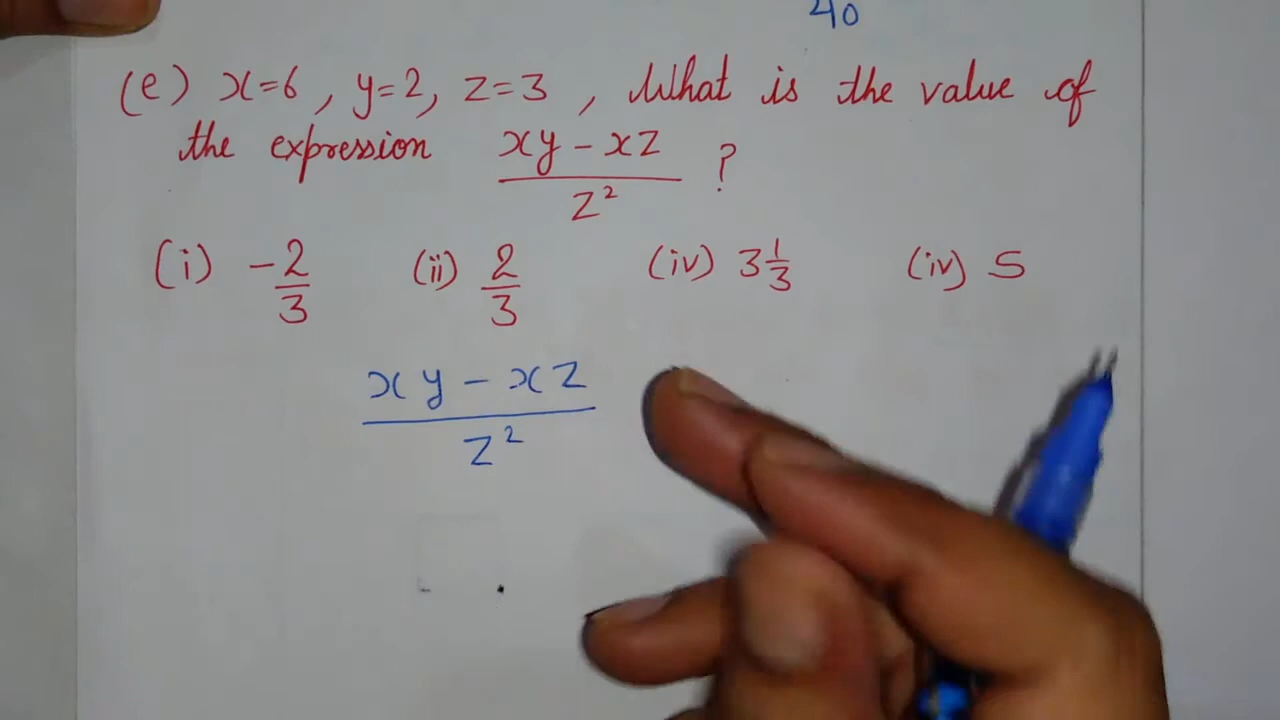 40
(e) x=6, y=2, z=3, What is the value of
the expression (xy - xz)/z² ?
(i) -2/3 (ii) 2/3 (iv) 3 1/3 (iv) 5
(xy - xz)/z²